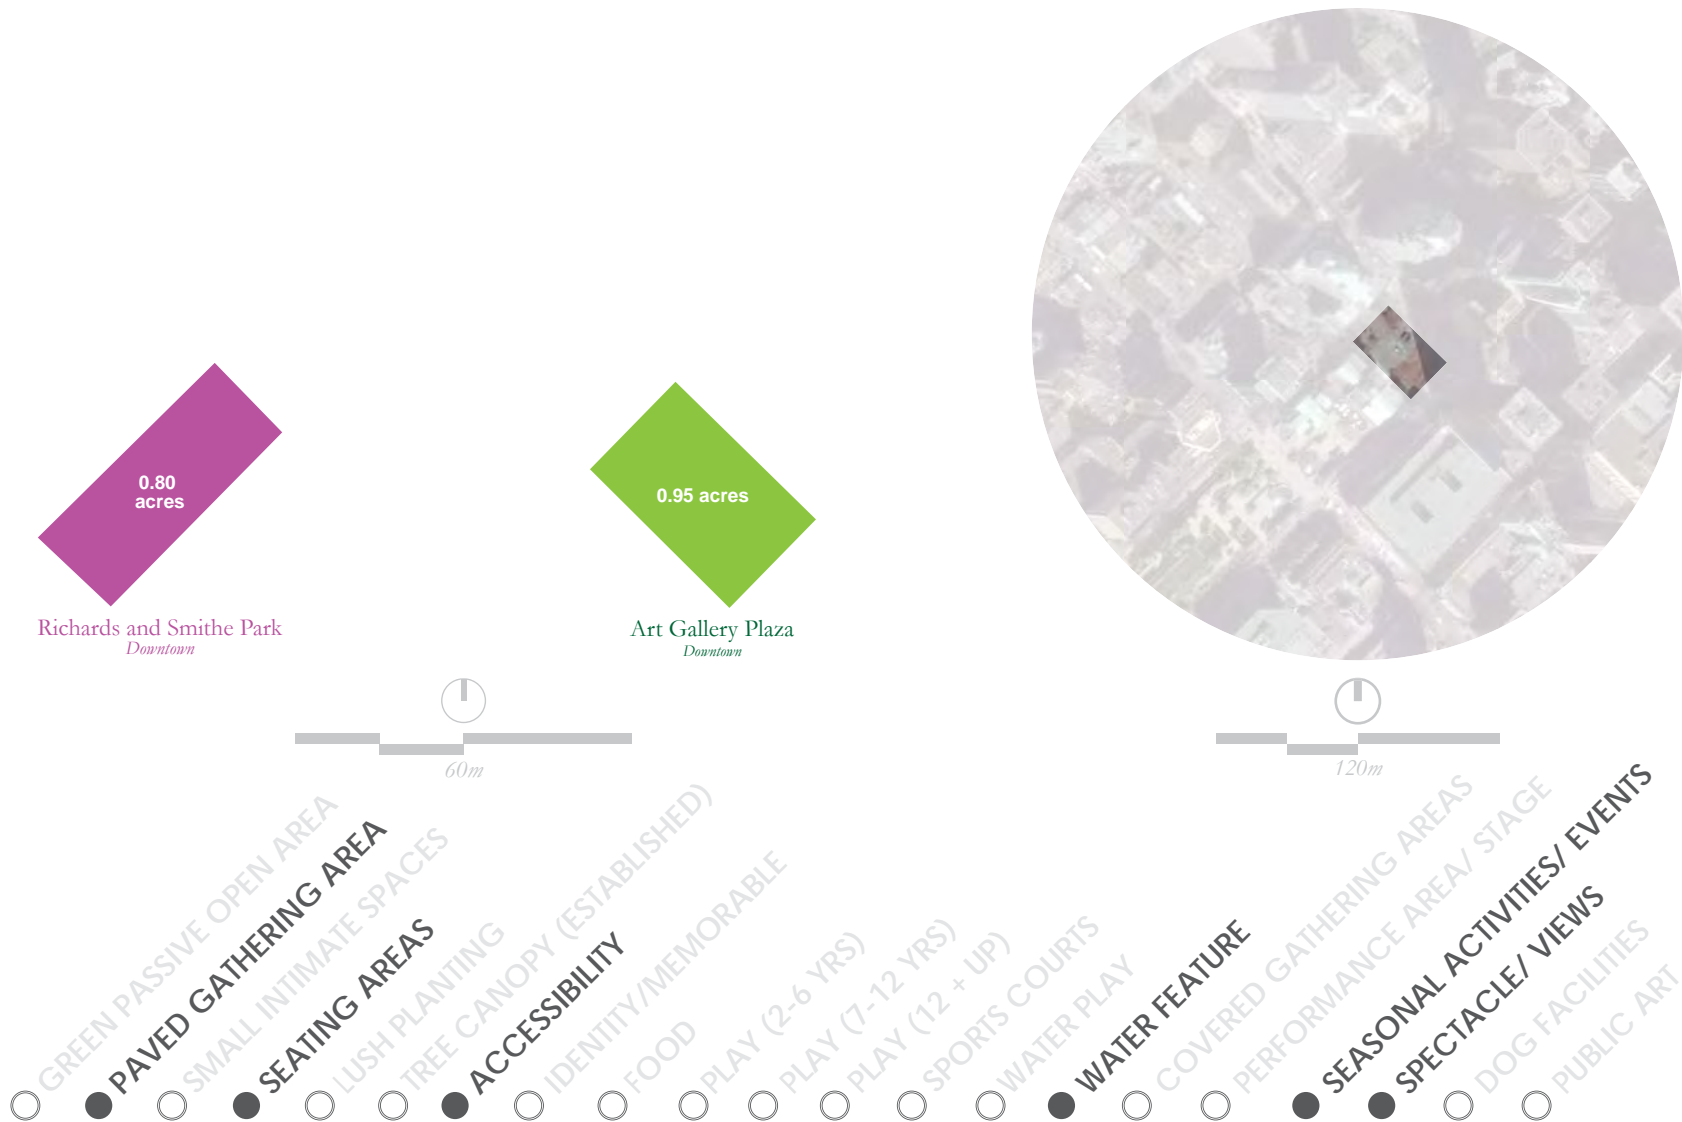 0.80
acres
0.95 acres
Richards and Smithe Park
Downtown
Art Gallery Plaza
Downtown
60m
120m
GREEN PASSIVE OPEN AREA
PAVED GATHERING AREA
SMALL INTIMATE SPACES
SEATING AREAS
LUSH PLANTING
TREE CANOPY (ESTABLISHED)
ACCESSIBILITY
IDENTITY/MEMORABLE
FOOD
PLAY (2-6 YRS)
PLAY (7-12 YRS)
PLAY (12 + UP)
SPORTS COURTS
WATER PLAY
WATER FEATURE
COVERED GATHERING AREAS
PERFORMANCE AREA/ STAGE
SEASONAL ACTIVITIES/ EVENTS
SPECTACLE/ VIEWS
DOG FACILITIES
PUBLIC ART